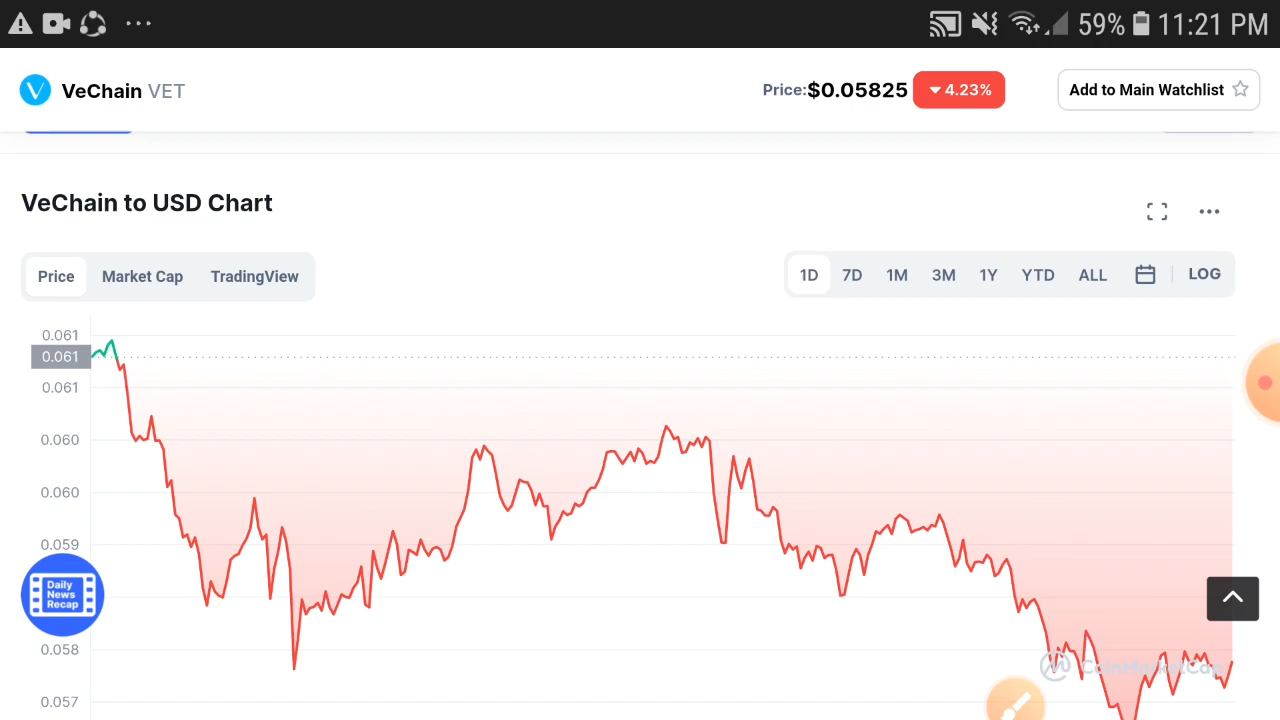 59% 11:21 PM
VeChain VET
Price:$0.05825 4.23%
Add to Main Watchlist
VeChain to USD Chart
Price Market Cap TradingView
1D 7D 1M 3M 1Y YTD ALL LOG
0.061
0.061
0.061
0.060
0.060
0.059
Daily
News
Recap
0.058
CoinMarketCap
0.057